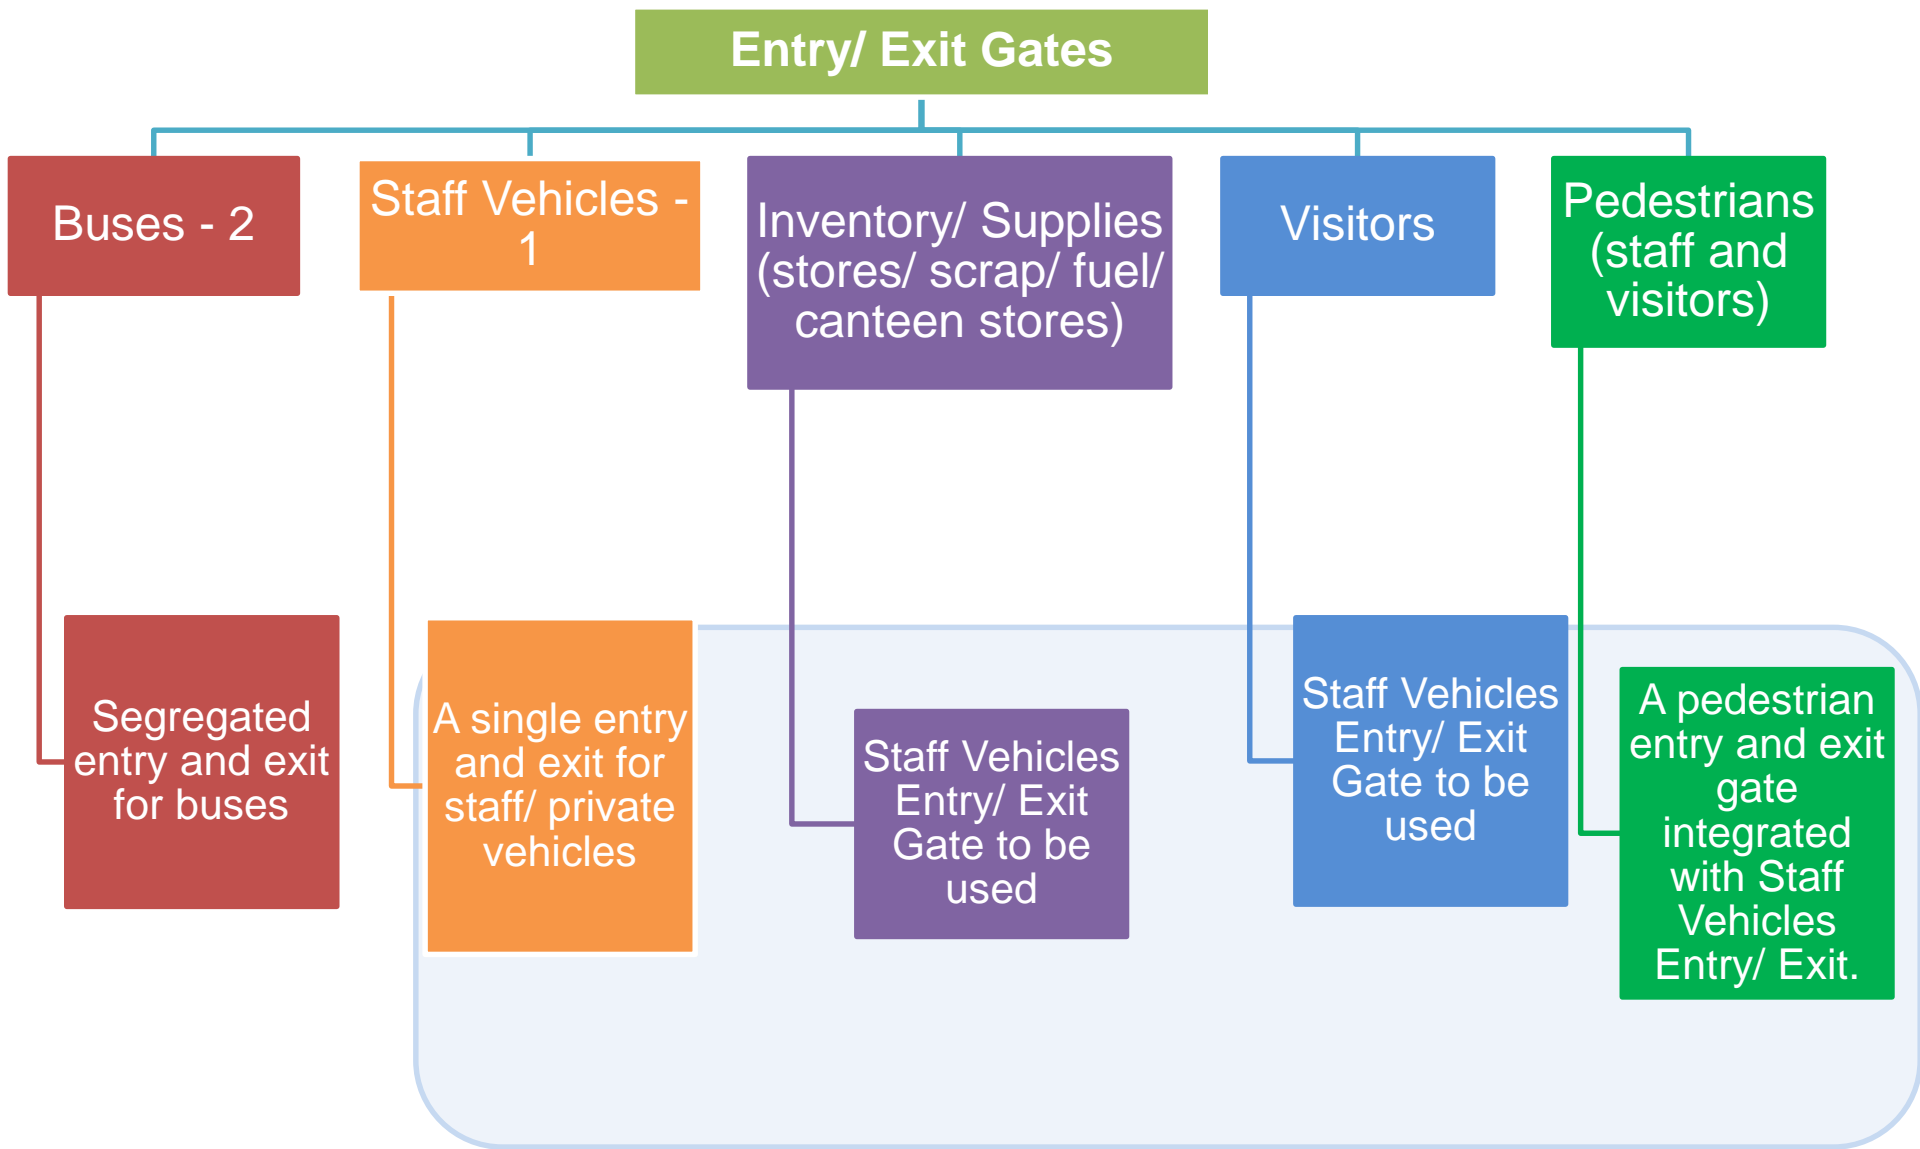 Entry/ Exit Gates
Buses - 2
Staff Vehicles -
1
Inventory/ Supplies
(stores/ scrap/ fuel/
canteen stores)
Visitors
Pedestrians
(staff and
visitors)
Segregated
entry and exit
for buses
A single entry
and exit for
staff/ private
vehicles
Staff Vehicles
Entry/ Exit
Gate to be
used
Staff Vehicles
Entry/ Exit
Gate to be
used
A pedestrian
entry and exit
gate
integrated
with Staff
Vehicles
Entry/ Exit.